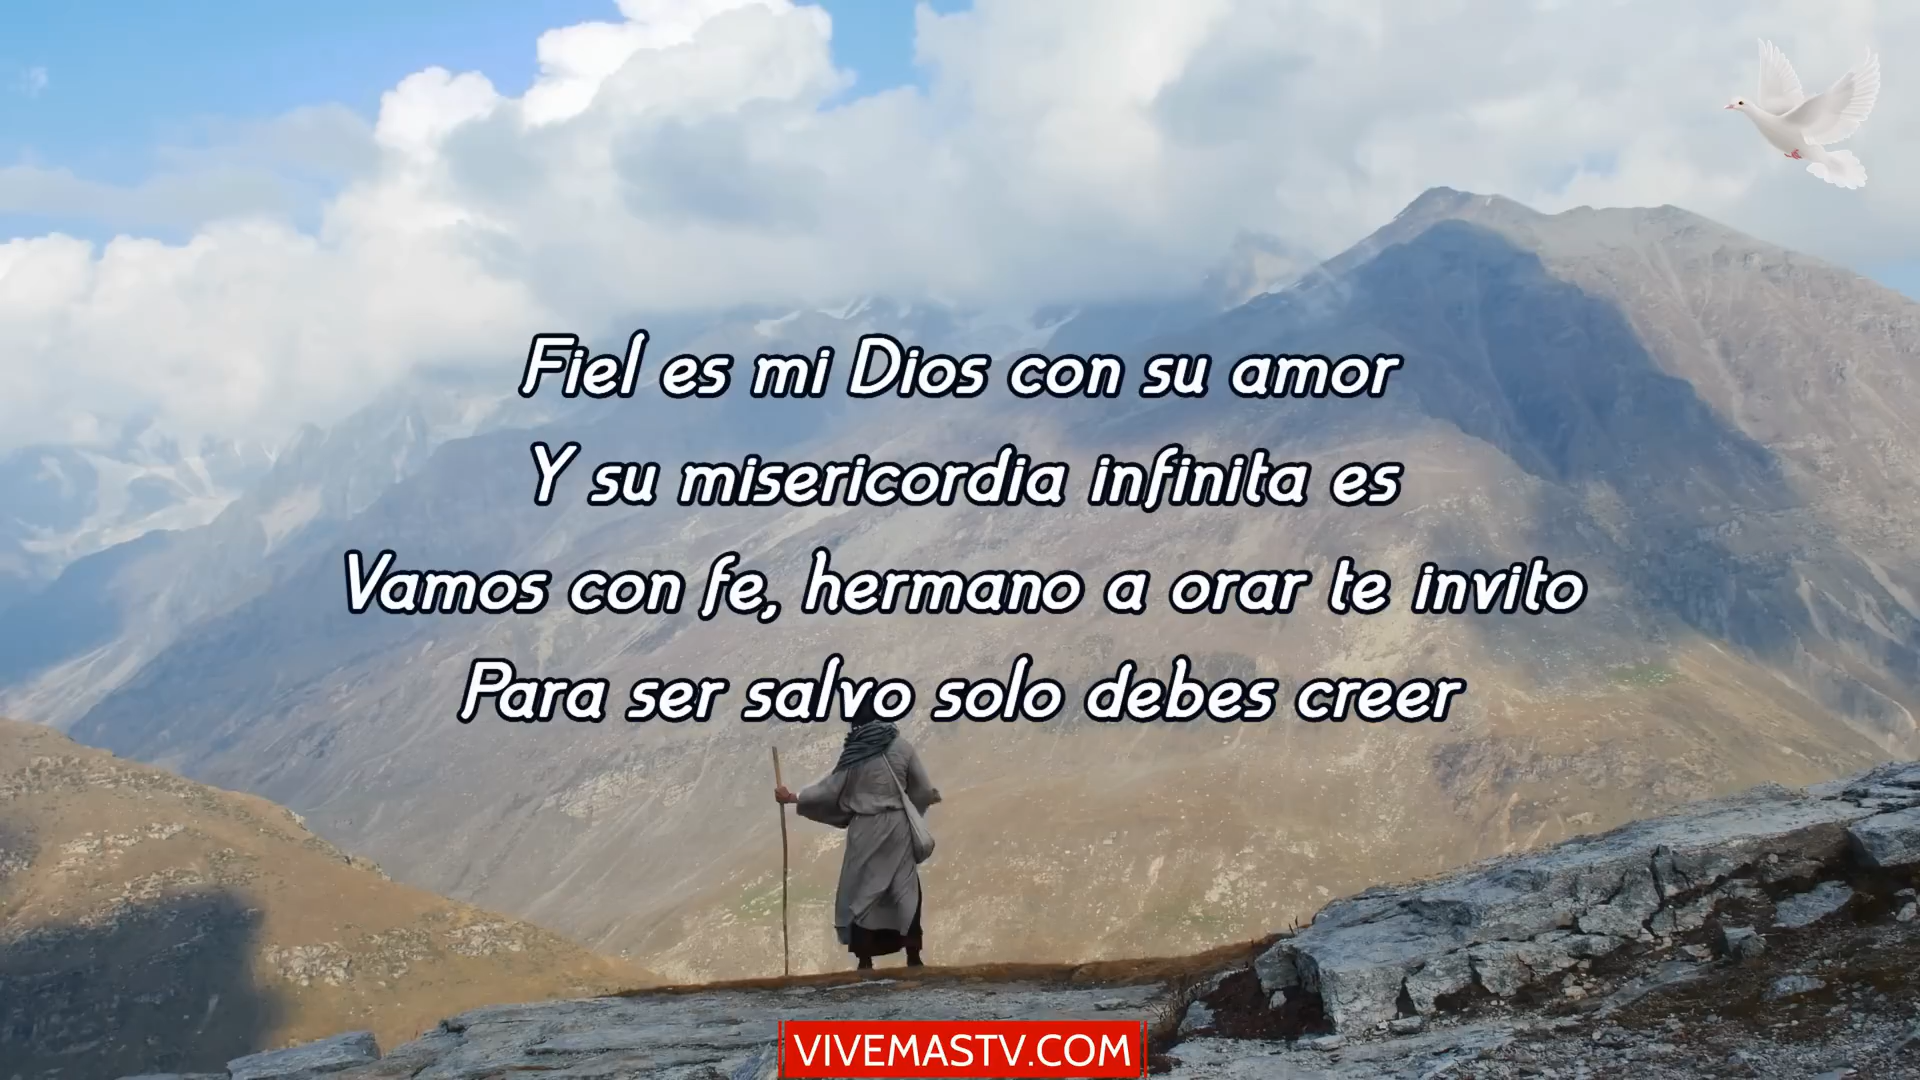 Fiel es mi Dios con su amor
Y su misericordia infinita es
Vamos con fe, hermano a orar te invito
Para ser salvo solo debes creer
VIVEMASTV.COM